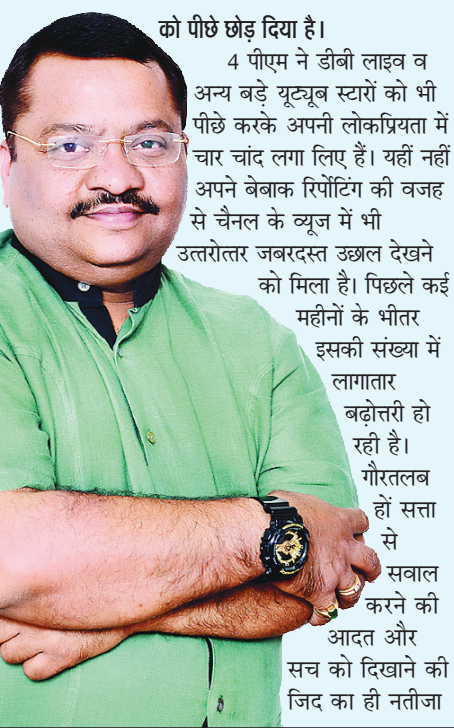 को पीछे छोड़ दिया है।
4 पीएम ने डीबी लाइव व
अन्य बड़े यूट्यूब स्टारों को भी
पीछे करके अपनी लोकप्रियता में
चार चांद लगा लिए हैं। यहीं नहीं
अपने बेबाक रिर्पोटिंग की वजह
से चैनल के व्यूज में भी
उत्तरोत्तर जबरदस्त उछाल देखने
को मिला है। पिछले कई
महीनों के भीतर
इसकी संख्या में
लागातार
बढ़ोत्तरी हो
रही है।
गौरतलब
हों सत्ता
से
सवाल
करने की
आदत और
सच को दिखाने की
जिद का ही नतीजा